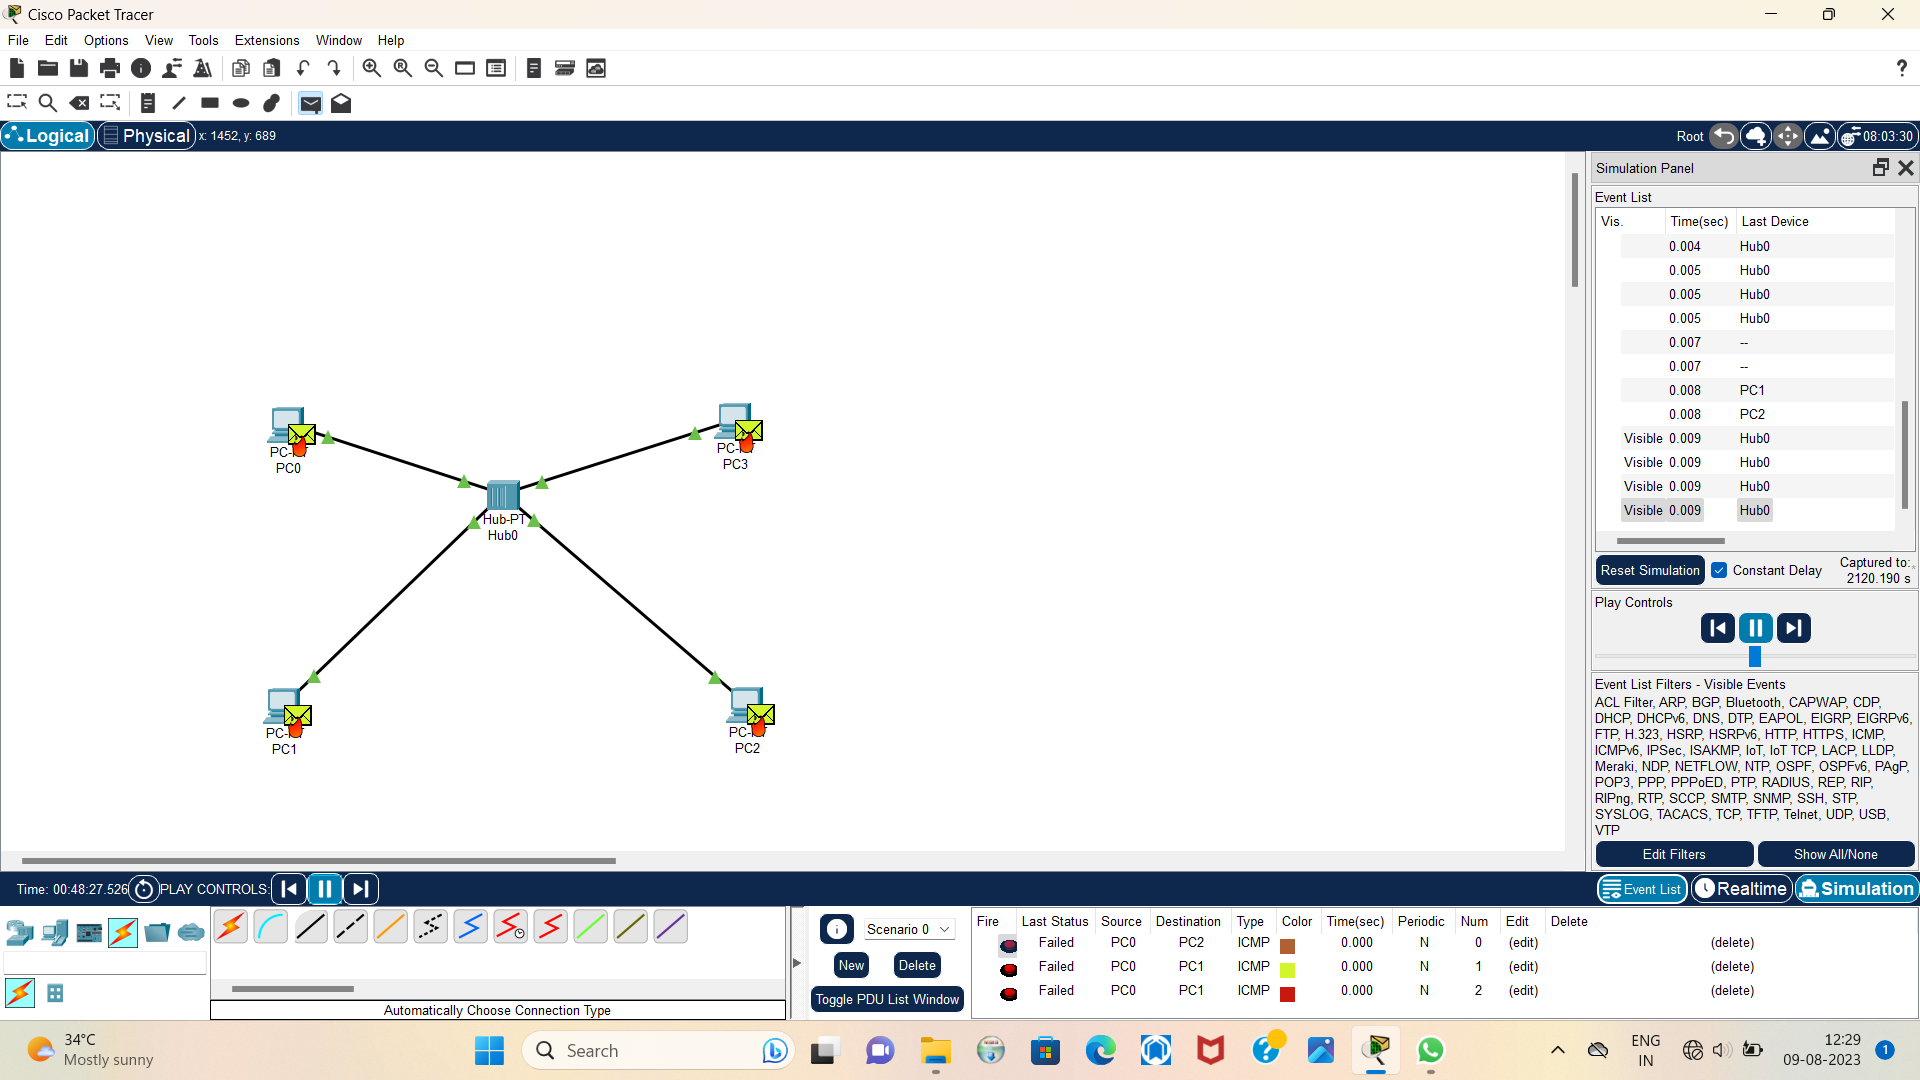 Cisco Packet Tracer
File Edit Options View Tools Extensions Window Help
Logical Physical x: 1452, y: 689
Root 08:03:30
PC0
PC3
Hub-PT
Hub0
PC1
PC2
Simulation Panel
Event List
Vis. Time(sec) Last Device
0.004 Hub0
0.005 Hub0
0.005 Hub0
0.005 Hub0
0.007 --
0.007 --
0.008 PC1
0.008 PC2
Visible 0.009 Hub0
Visible 0.009 Hub0
Visible 0.009 Hub0
Visible 0.009 Hub0
Reset Simulation Constant Delay Captured to:
2120.190 s
Play Controls
Event List Filters - Visible Events
ACL Filter, ARP, BGP, Bluetooth, CAPWAP, CDP,
DHCP, DHCPv6, DNS, DTP, EAPOL, EIGRP, EIGRPv6,
FTP, H.323, HSRP, HSRPv6, HTTP, HTTPS, ICMP,
ICMPv6, IPSec, ISAKMP, IoT, IoT TCP, LACP, LLDP,
Meraki, NDP, NETFLOW, NTP, OSPF, OSPFv6, PAgP,
POP3, PPP, PPPoED, PTP, RADIUS, REP, RIP,
RIPng, RTP, SCCP, SMTP, SNMP, SSH, STP,
SYSLOG, TACACS, TCP, TFTP, Telnet, UDP, USB,
VTP
Edit Filters Show All/None
Time: 00:48:27.526 PLAY CONTROLS:
Event List Realtime Simulation
Automatically Choose Connection Type
Scenario 0
New Delete
Toggle PDU List Window
Fire Last Status Source Destination Type Color Time(sec) Periodic Num Edit Delete
Failed PC0 PC2 ICMP 0.000 N 0 (edit) (delete)
Failed PC0 PC1 ICMP 0.000 N 1 (edit) (delete)
Failed PC0 PC1 ICMP 0.000 N 2 (edit) (delete)
34°C
Mostly sunny
Search
ENG
IN
12:29
09-08-2023
1